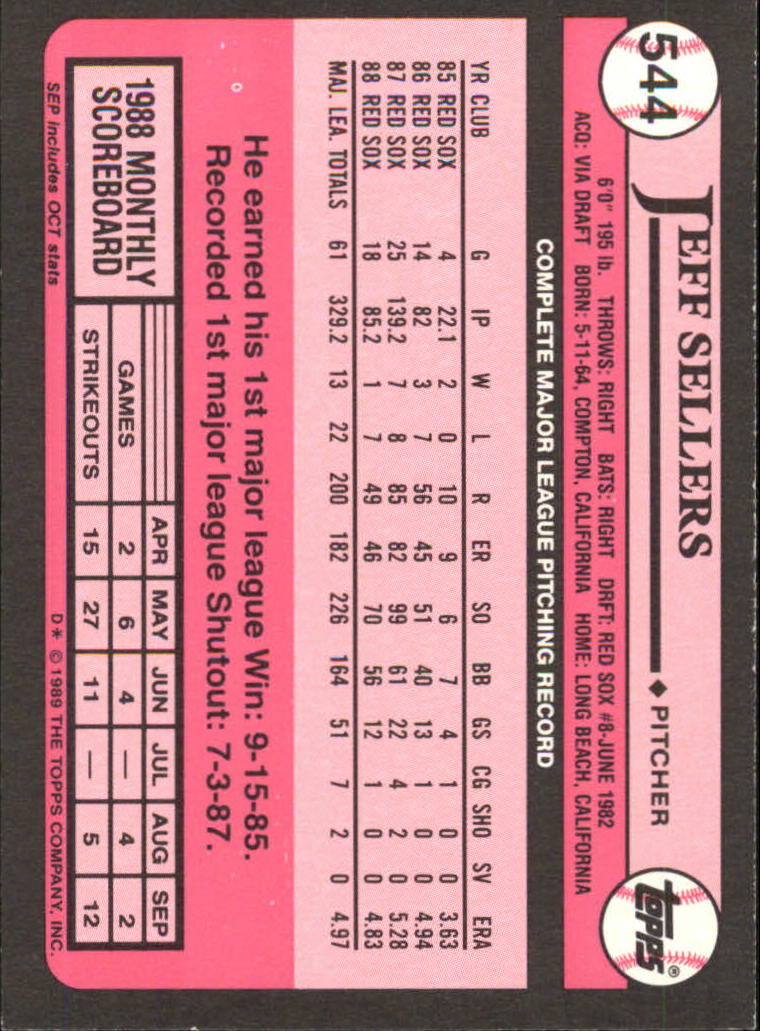 544
JEFF SELLERS
◆ PITCHER
TOPPS®
6'0" 195 lb. THROWS: RIGHT BATS: RIGHT DRFT: RED SOX #8-JUNE 1982
ACQ: VIA DRAFT BORN: 5-11-64, COMPTON, CALIFORNIA HOME: LONG BEACH, CALIFORNIA
COMPLETE MAJOR LEAGUE PITCHING RECORD
YR CLUB G IP W L R ER SO BB GS CG SHO SV ERA
85 RED SOX 4 22.1 2 0 10 9 6 7 4 1 0 0 3.63
86 RED SOX 14 82 3 7 56 45 51 40 13 1 0 0 4.94
87 RED SOX 25 139.2 7 8 85 82 99 61 22 4 2 0 5.28
88 RED SOX 18 85.2 1 7 49 46 70 56 12 1 0 0 4.83
MAJ. LEA. TOTALS 61 329.2 13 22 200 182 226 164 51 7 2 0 4.97
He earned his 1st major league Win: 9-15-85.
Recorded 1st major league Shutout: 7-3-87.
1988 MONTHLY
SCOREBOARD
APR MAY JUN JUL AUG SEP
GAMES 2 6 4 — 4 2
STRIKEOUTS 15 27 11 — 5 12
SEP includes OCT stats
D* © 1989 THE TOPPS COMPANY, INC.